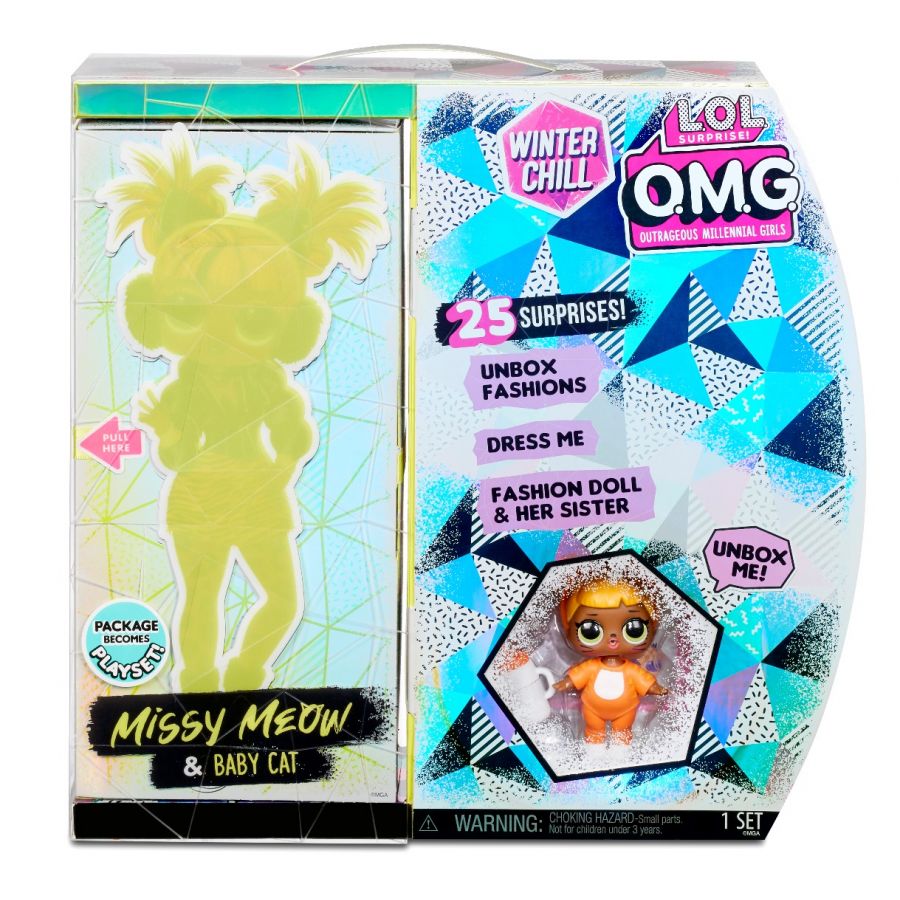 WINTER
CHILL
L.O.L
SURPRISE!
O.M.G.
OUTRAGEOUS MILLENNIAL GIRLS
25 SURPRISES!
UNBOX
FASHIONS
DRESS ME
FASHION DOLL
& HER SISTER
PULL
HERE
UNBOX
ME!
PACKAGE
BECOMES
PLAYSET!
MISSY MEOW
& BABY CAT
©MGA
WARNING: CHOKING HAZARD-Small parts.
Not for children under 3 years.
1 SET
©MGA